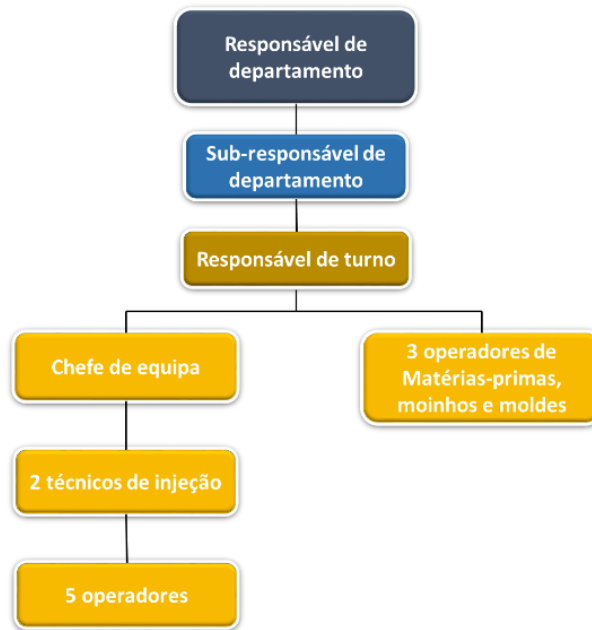 Responsável de
departamento
Sub-responsável de
departamento
Responsável de turno
Chefe de equipa
3 operadores de
Matérias-primas,
moinhos e moldes
2 técnicos de injeção
5 operadores